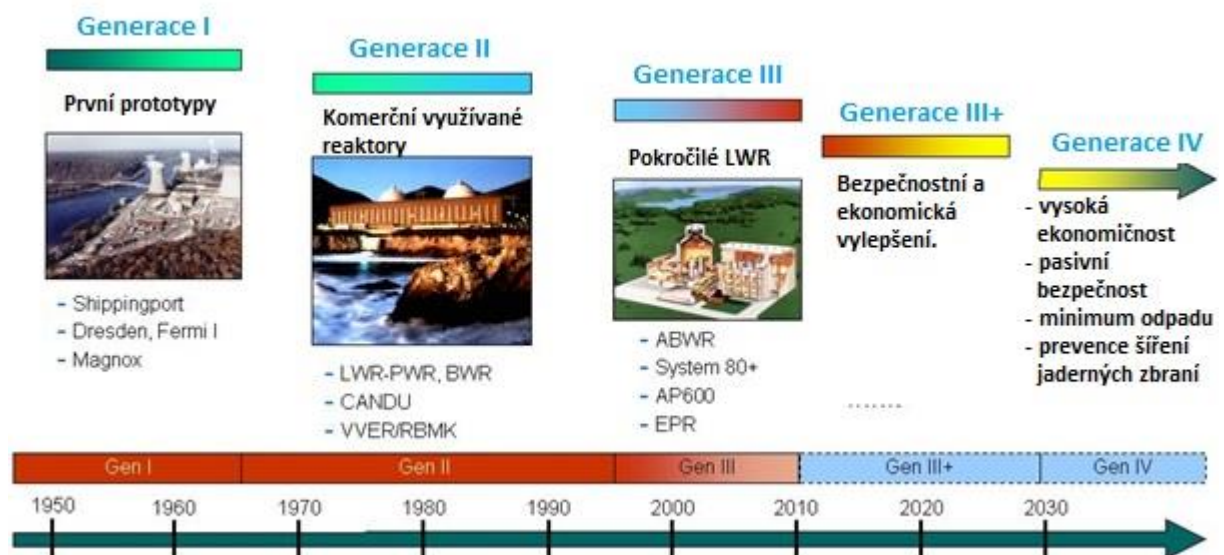 Generace I
První prototypy
- Shippingport
- Dresden, Fermi I
- Magnox
Generace II
Komerční využívané
reaktory
- LWR-PWR, BWR
- CANDU
- VVER/RBMK
Generace III
Pokročilé LWR
- ABWR
- System 80+
- AP600
- EPR
Generace III+
Bezpečnostní a
ekonomická
vylepšení.
........
Generace IV
- vysoká
ekonomičnost
- pasivní
bezpečnost
- minimum odpadu
- prevence šíření
jaderných zbraní
Gen I
Gen II
Gen III
Gen III+
Gen IV
1950
1960
1970
1980
1990
2000
2010
2020
2030